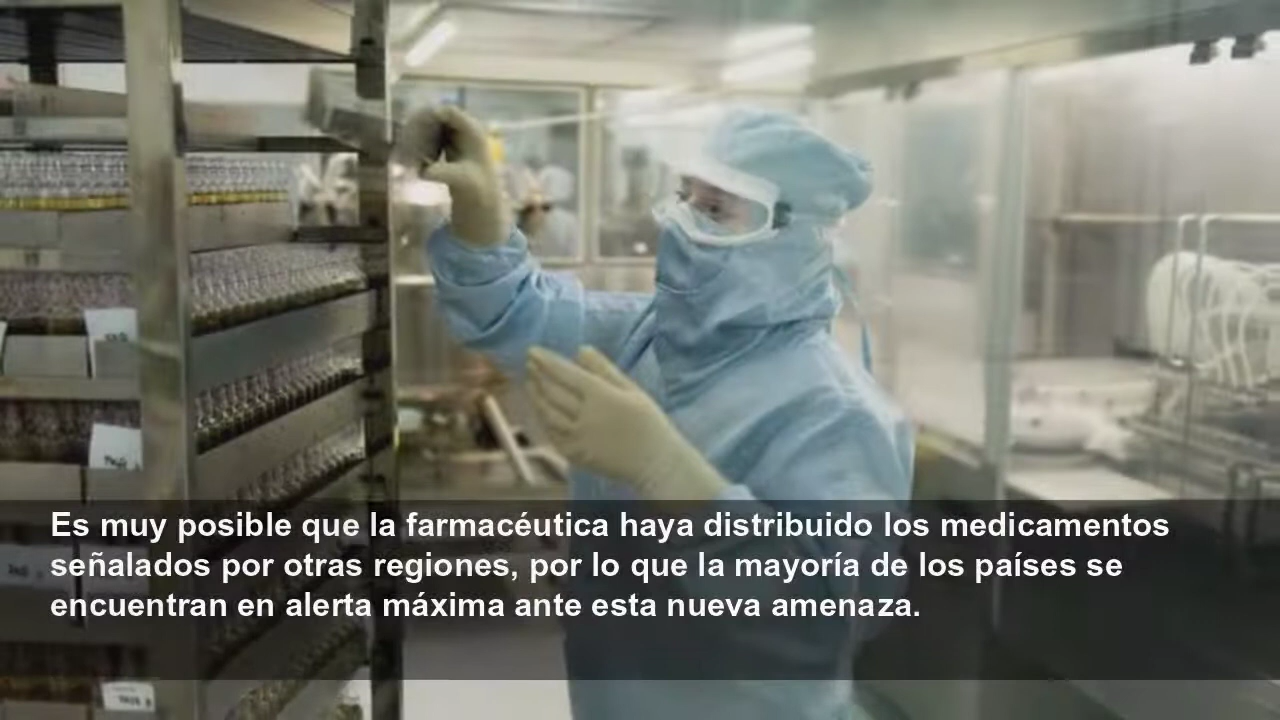 Es muy posible que la farmacéutica haya distribuido los medicamentos
señalados por otras regiones, por lo que la mayoría de los países se
encuentran en alerta máxima ante esta nueva amenaza.